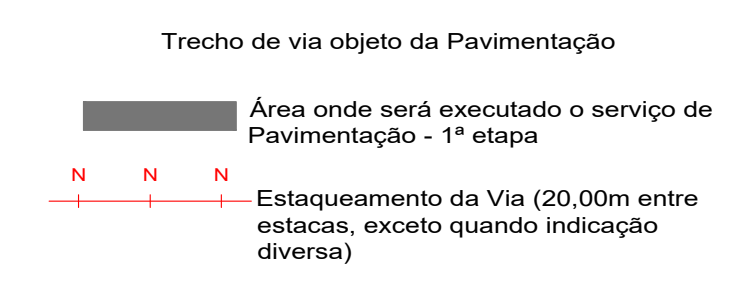 Trecho de via objeto da Pavimentação
Área onde será executado o serviço de
Pavimentação - 1ª etapa
N N N
Estaqueamento da Via (20,00m entre
estacas, exceto quando indicação
diversa)